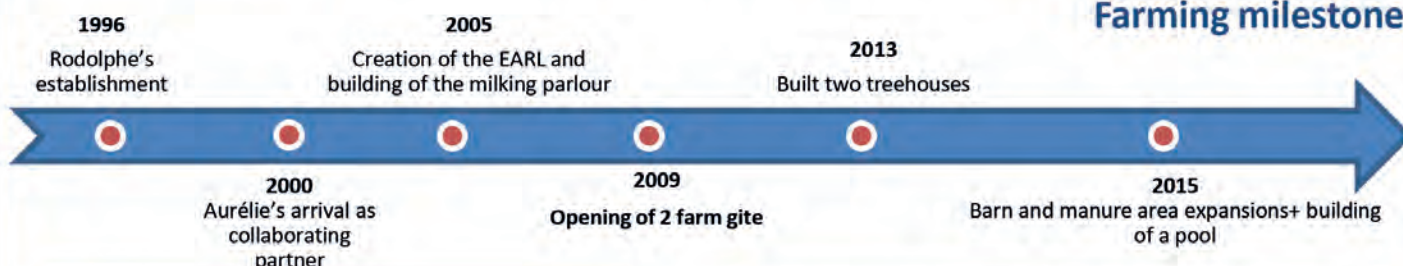 Farming milestone
1996
Rodolphe's
establishment
2000
Aurélie's arrival as
collaborating
partner
2005
Creation of the EARL and
building of the milking parlour
2009
Opening of 2 farm gite
2013
Built two treehouses
2015
Barn and manure area expansions+ building
of a pool